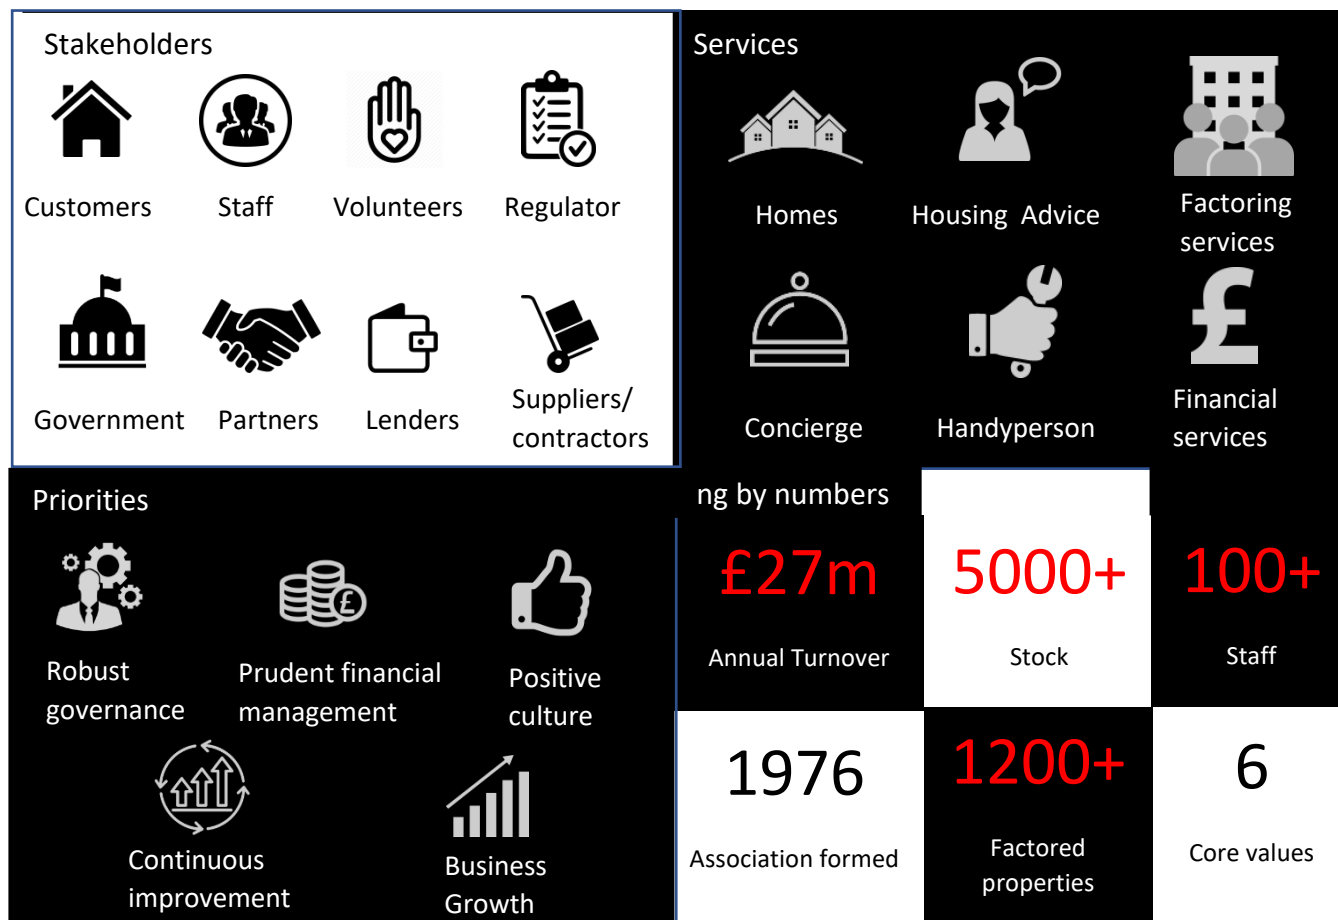 Stakeholders
Customers
Staff
Volunteers
Regulator
Government
Partners
Lenders
Suppliers/
contractors
Services
Homes
Housing Advice
Factoring
services
Concierge
Handyperson
£
Financial
services
Priorities
£
Robust
governance
Prudent financial
management
Positive
culture
Continuous
improvement
Business
Growth
ng by numbers
£27m
Annual Turnover
5000+
Stock
100+
Staff
1976
Association formed
1200+
Factored
properties
6
Core values